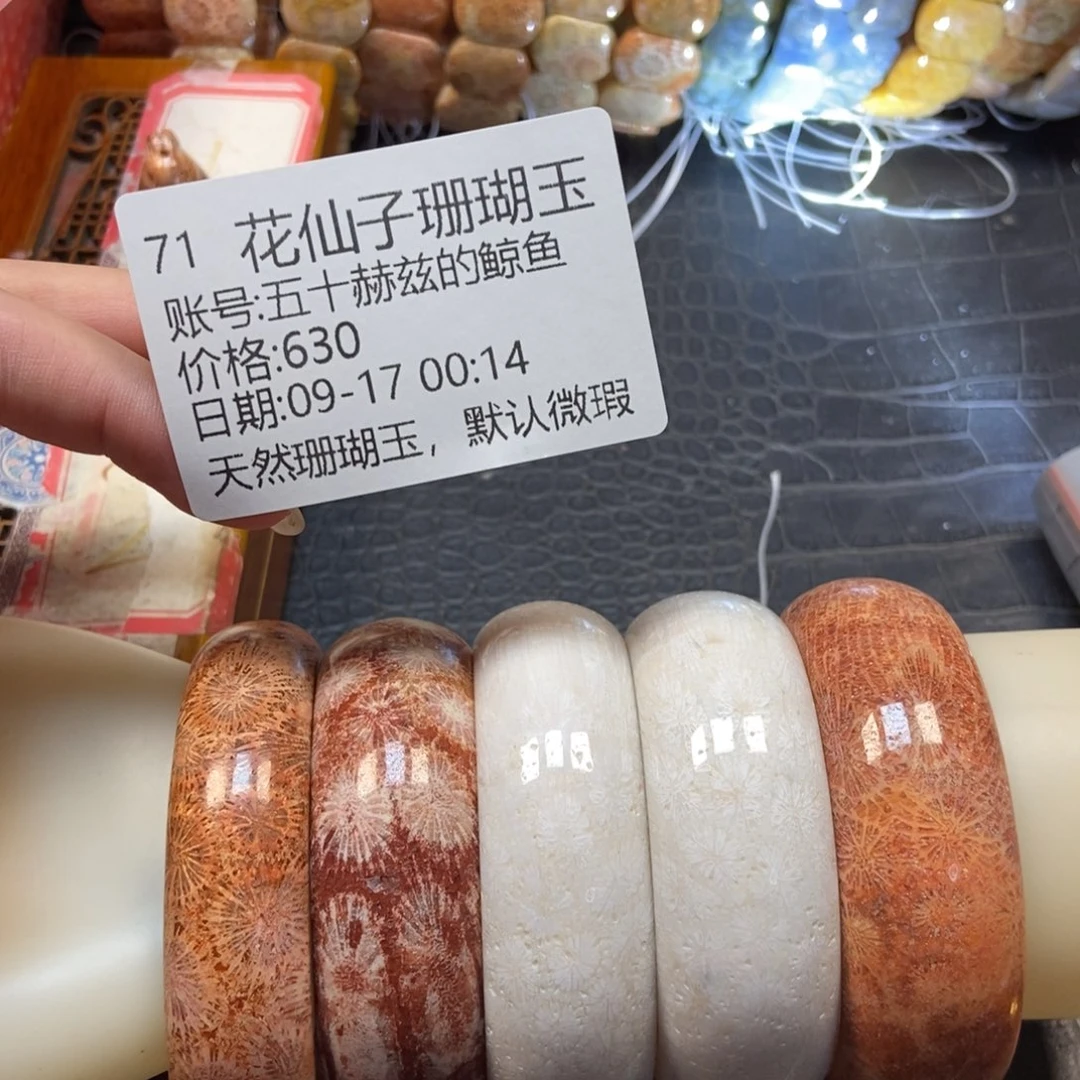 71 花仙子珊瑚玉
账号:五十赫兹的鲸鱼
价格:630
日期:09-17 00:14
天然珊瑚玉，默认微瑕